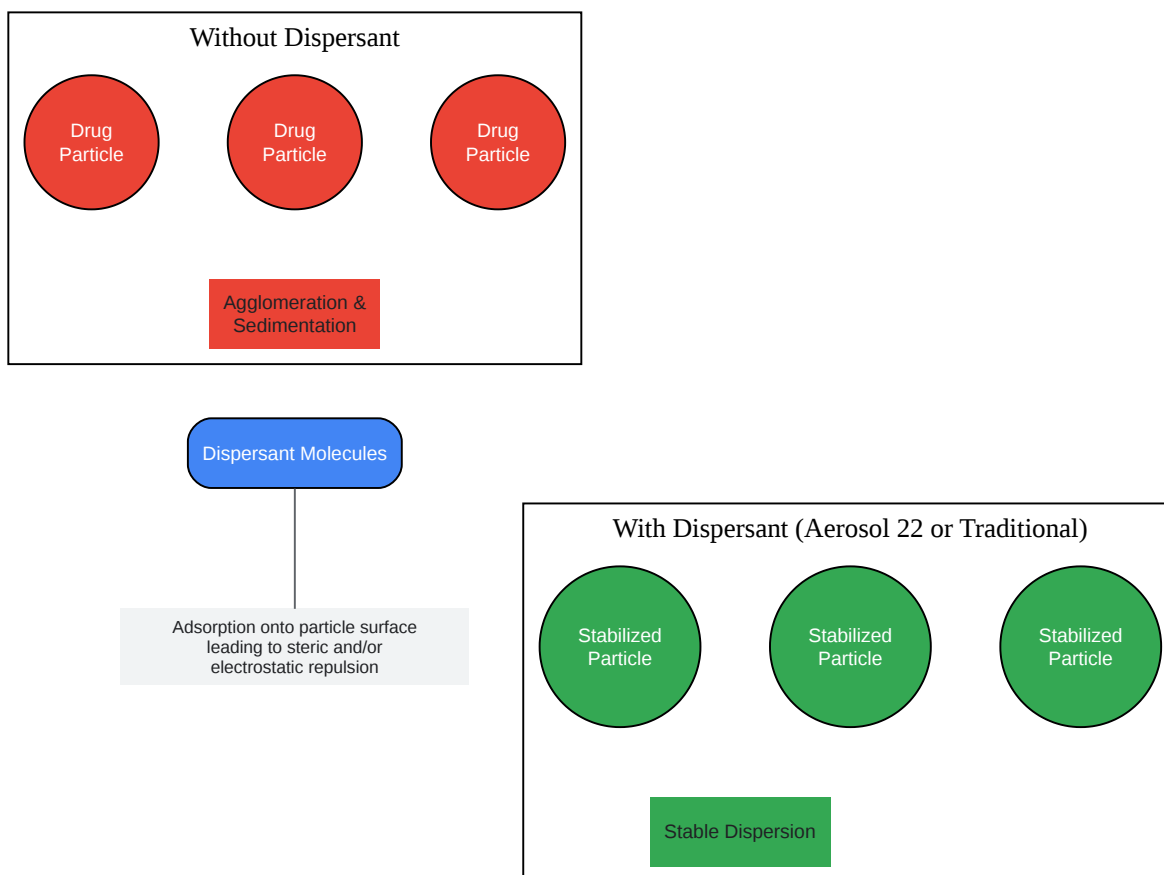 Without Dispersant
Drug
Particle
Drug
Particle
Drug
Particle
Agglomeration &
Sedimentation
Dispersant Molecules
Adsorption onto particle surface
leading to steric and/or
electrostatic repulsion
With Dispersant (Aerosol 22 or Traditional)
Stabilized
Particle
Stabilized
Particle
Stabilized
Particle
Stable Dispersion